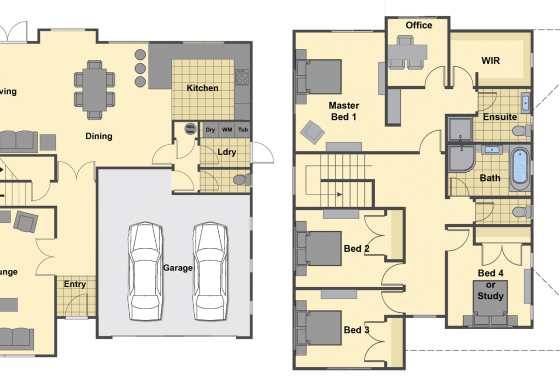 Office
Kitchen
WIR
ving
Master
Bed 1
Dining
Dry WM Tub
Ensuite
Ldry
Bath
Bed 2
Garage
unge
Entry
Bed 4
or
Study
Bed 3